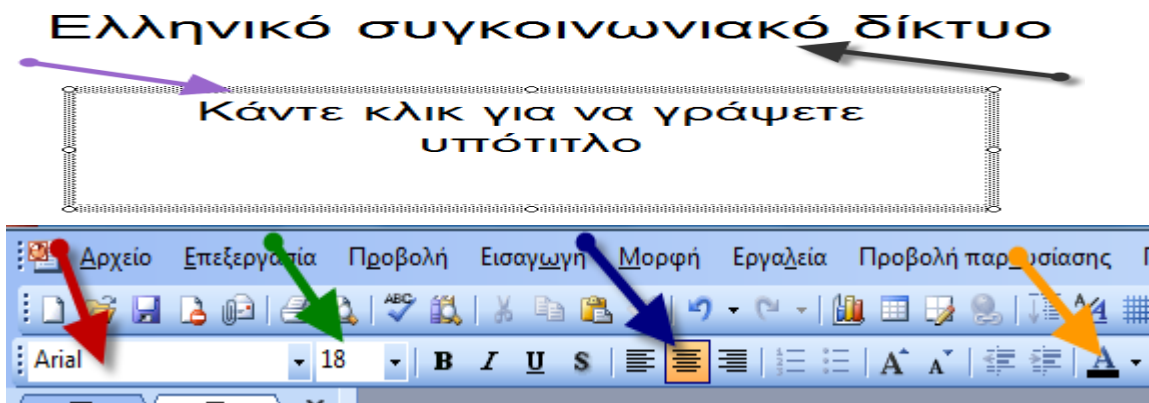 Ελληνικό συγκοινωνιακό δίκτυο
Κάντε κλικ για να γράψετε
υπότιτλο
Αρχείο Επεξεργασία Προβολή Εισαγωγή Μορφή Εργαλεία Προβολή παρουσίασης
ABC
Arial 18 B I U S A A A